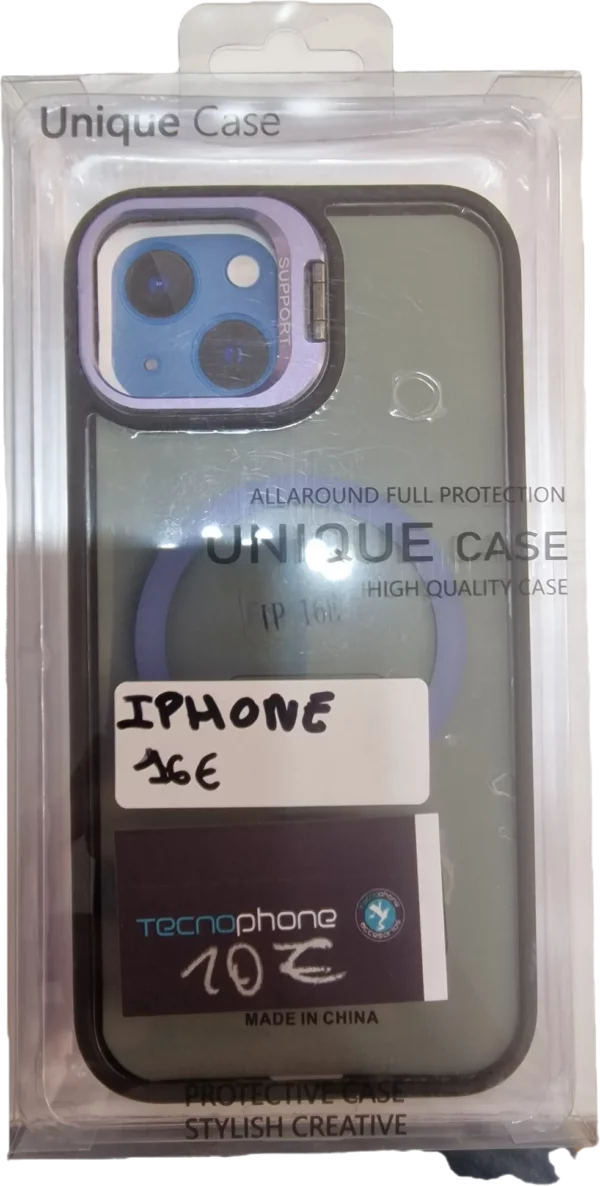 Unique Case
SUPPORT
ALLAROUND FULL PROTECTION
UNIQUE CASE
HIGH QUALITY CASE
IP 16E
IPHONE
16E
TECNOPHONE
10 €
MADE IN CHINA
PROTECTIVE CASE
STYLISH CREATIVE